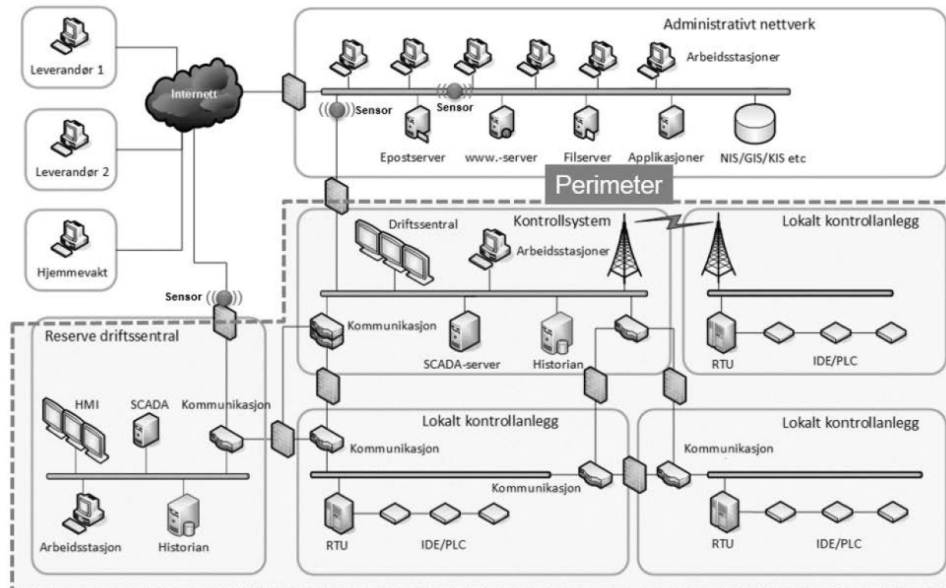 Administrativt nettverk
Leverandør 1
Internett
Arbeidsstasjoner
Sensor
Sensor
Leverandør 2
Epostserver
www.-server
Filserver
Applikasjoner
NIS/GIS/KIS etc
Perimeter
Hjemmevakt
Driftssentral
Kontrollsystem
Arbeidsstasjoner
Lokalt kontrollanlegg
Sensor
Reserve driftssentral
Kommunikasjon
SCADA-server
Historian
RTU
IDE/PLC
HMI
SCADA
Kommunikasjon
Lokalt kontrollanlegg
Kommunikasjon
Kommunikasjon
RTU
IDE/PLC
Lokalt kontrollanlegg
Kommunikasjon
RTU
IDE/PLC
Arbeidsstasjon
Historian